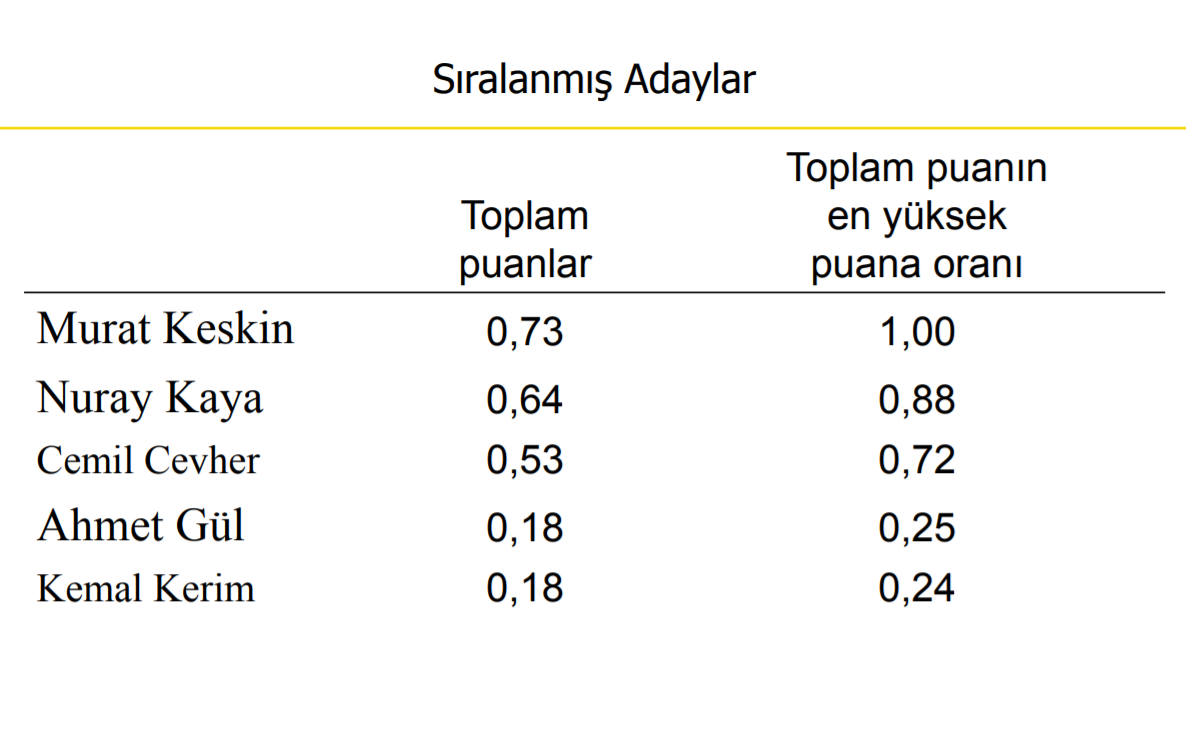 Sıralanmış Adaylar
Toplam puanlar
Toplam puanın en yüksek puana oranı
Murat Keskin 0,73 1,00
Nuray Kaya 0,64 0,88
Cemil Cevher 0,53 0,72
Ahmet Gül 0,18 0,25
Kemal Kerim 0,18 0,24